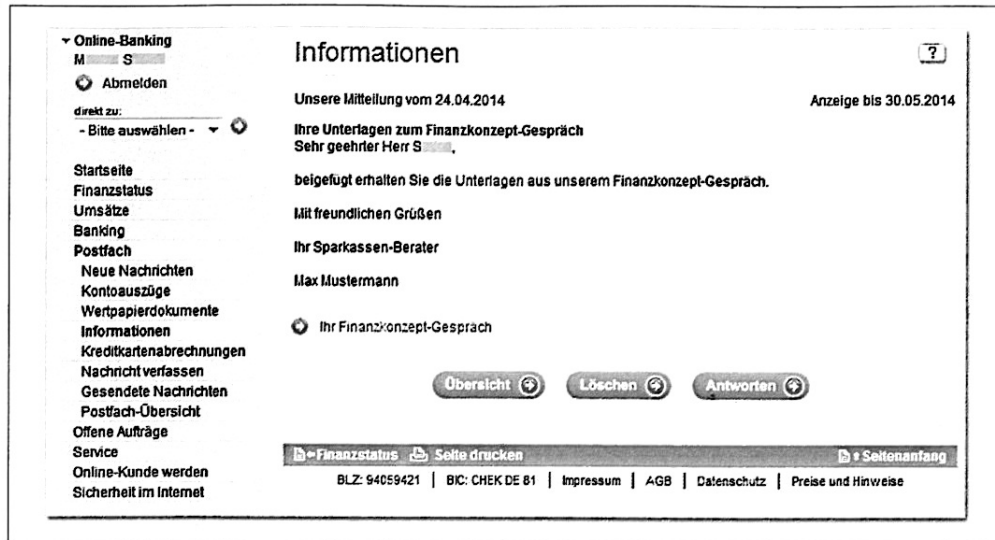 Online-Banking
M S
Abmelden
direkt zu:
- Bitte auswählen -
Startseite
Finanzstatus
Umsätze
Banking
Postfach
Neue Nachrichten
Kontoauszüge
Wertpapierdokumente
Informationen
Kreditkartenabrechnungen
Nachricht verfassen
Gesendete Nachrichten
Postfach-Übersicht
Offene Aufträge
Service
Online-Kunde werden
Sicherheit im Internet
Informationen
?
Unsere Mitteilung vom 24.04.2014 Anzeige bis 30.05.2014
Ihre Unterlagen zum Finanzkonzept-Gespräch
Sehr geehrter Herr S ,
beigefügt erhalten Sie die Unterlagen aus unserem Finanzkonzept-Gespräch.
Mit freundlichen Grüßen
Ihr Sparkassen-Berater
Max Mustermann
Ihr Finanzkonzept-Gespräch
Übersicht Löschen Antworten
Finanzstatus Seite drucken Seitenanfang
BLZ: 94059421 | BIC: CHEK DE 81 | Impressum | AGB | Datenschutz | Preise und Hinweise